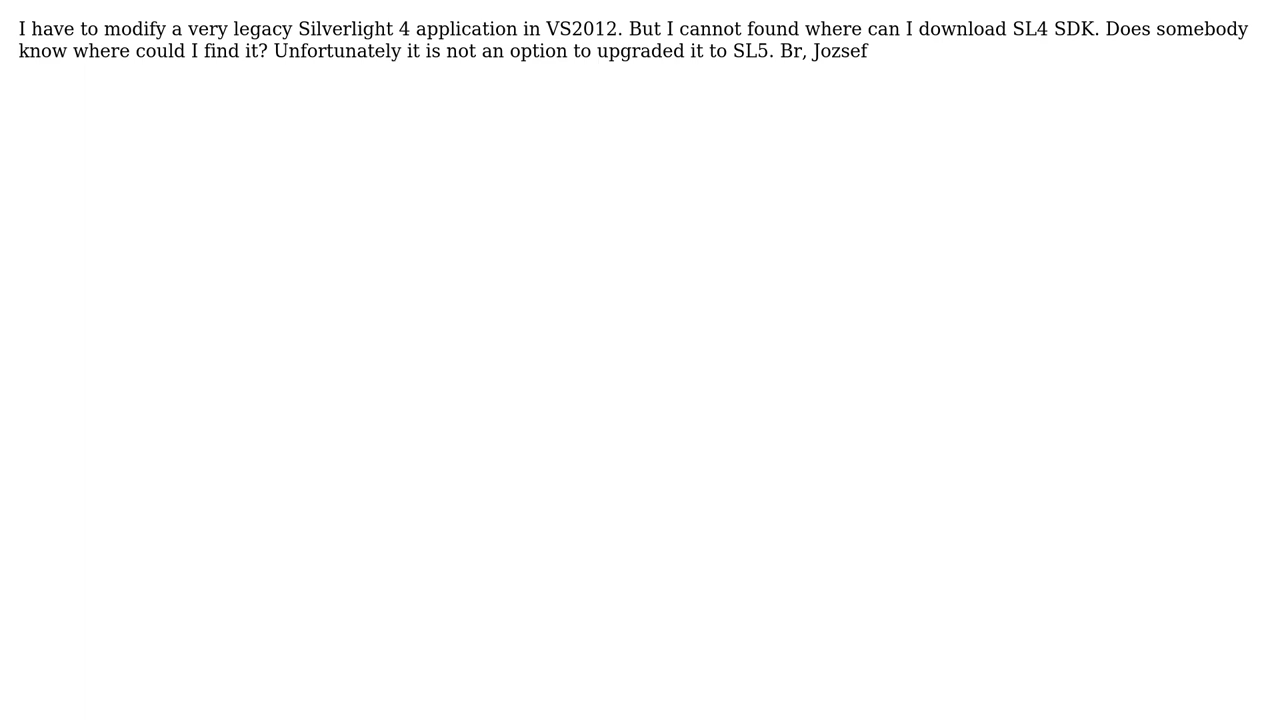 I have to modify a very legacy Silverlight 4 application in VS2012. But I cannot found where can I download SL4 SDK. Does somebody
know where could I find it? Unfortunately it is not an option to upgraded it to SL5. Br, Jozsef